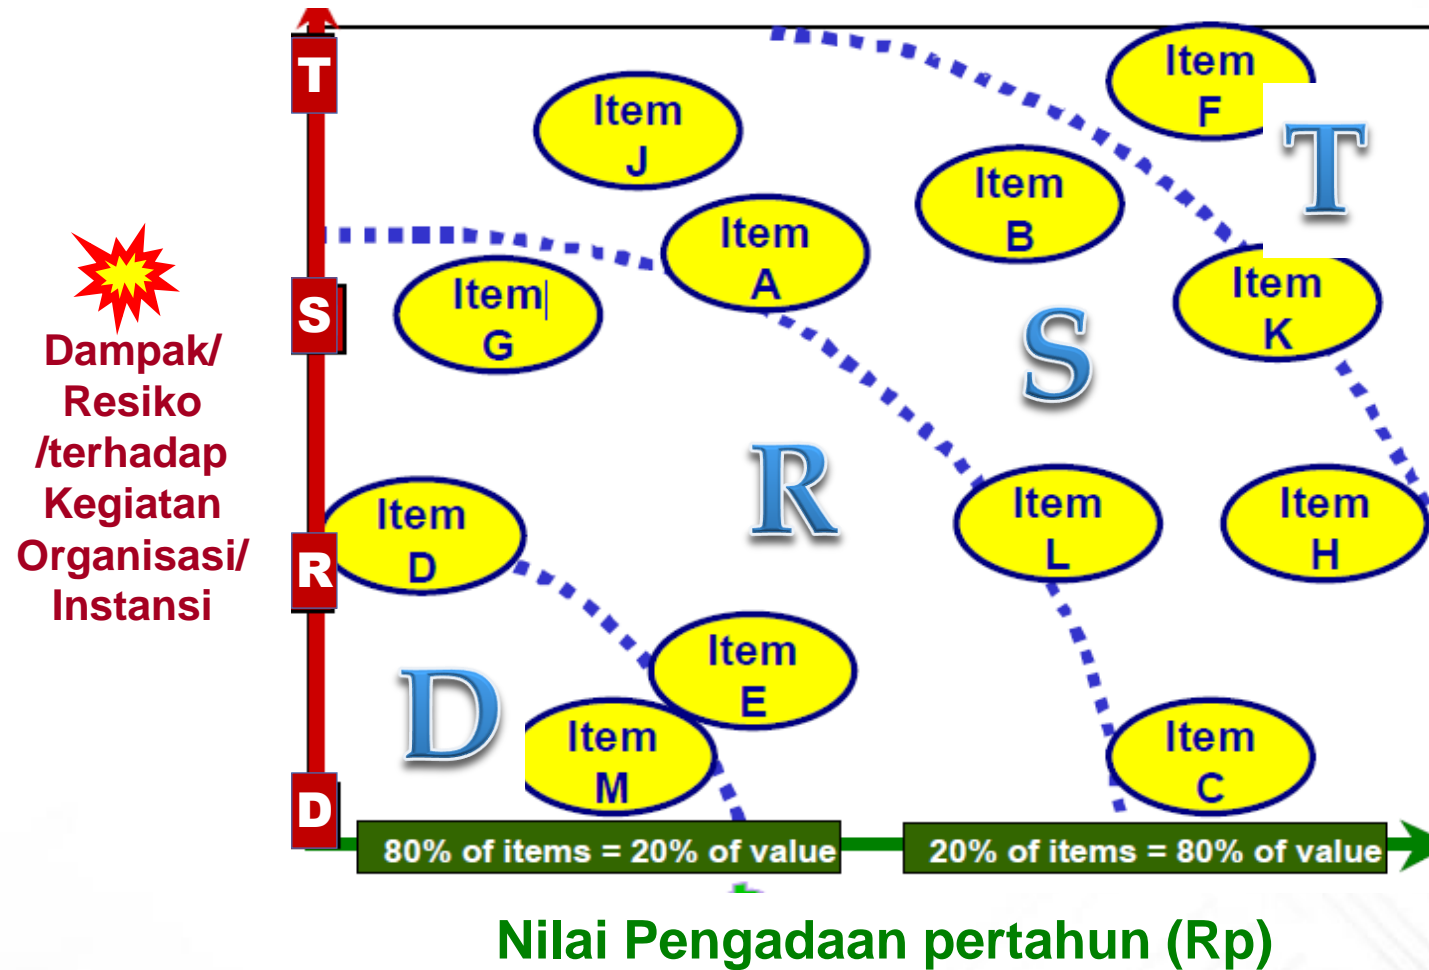 T
S
R
D
Dampak/
Resiko
/terhadap
Kegiatan
Organisasi/
Instansi
Item
F
T
Item
J
Item
B
Item
A
Item
K
Item
G
S
R
Item
D
Item
L
Item
H
D
Item
E
Item
M
Item
C
80% of items = 20% of value
20% of items = 80% of value
Nilai Pengadaan pertahun (Rp)